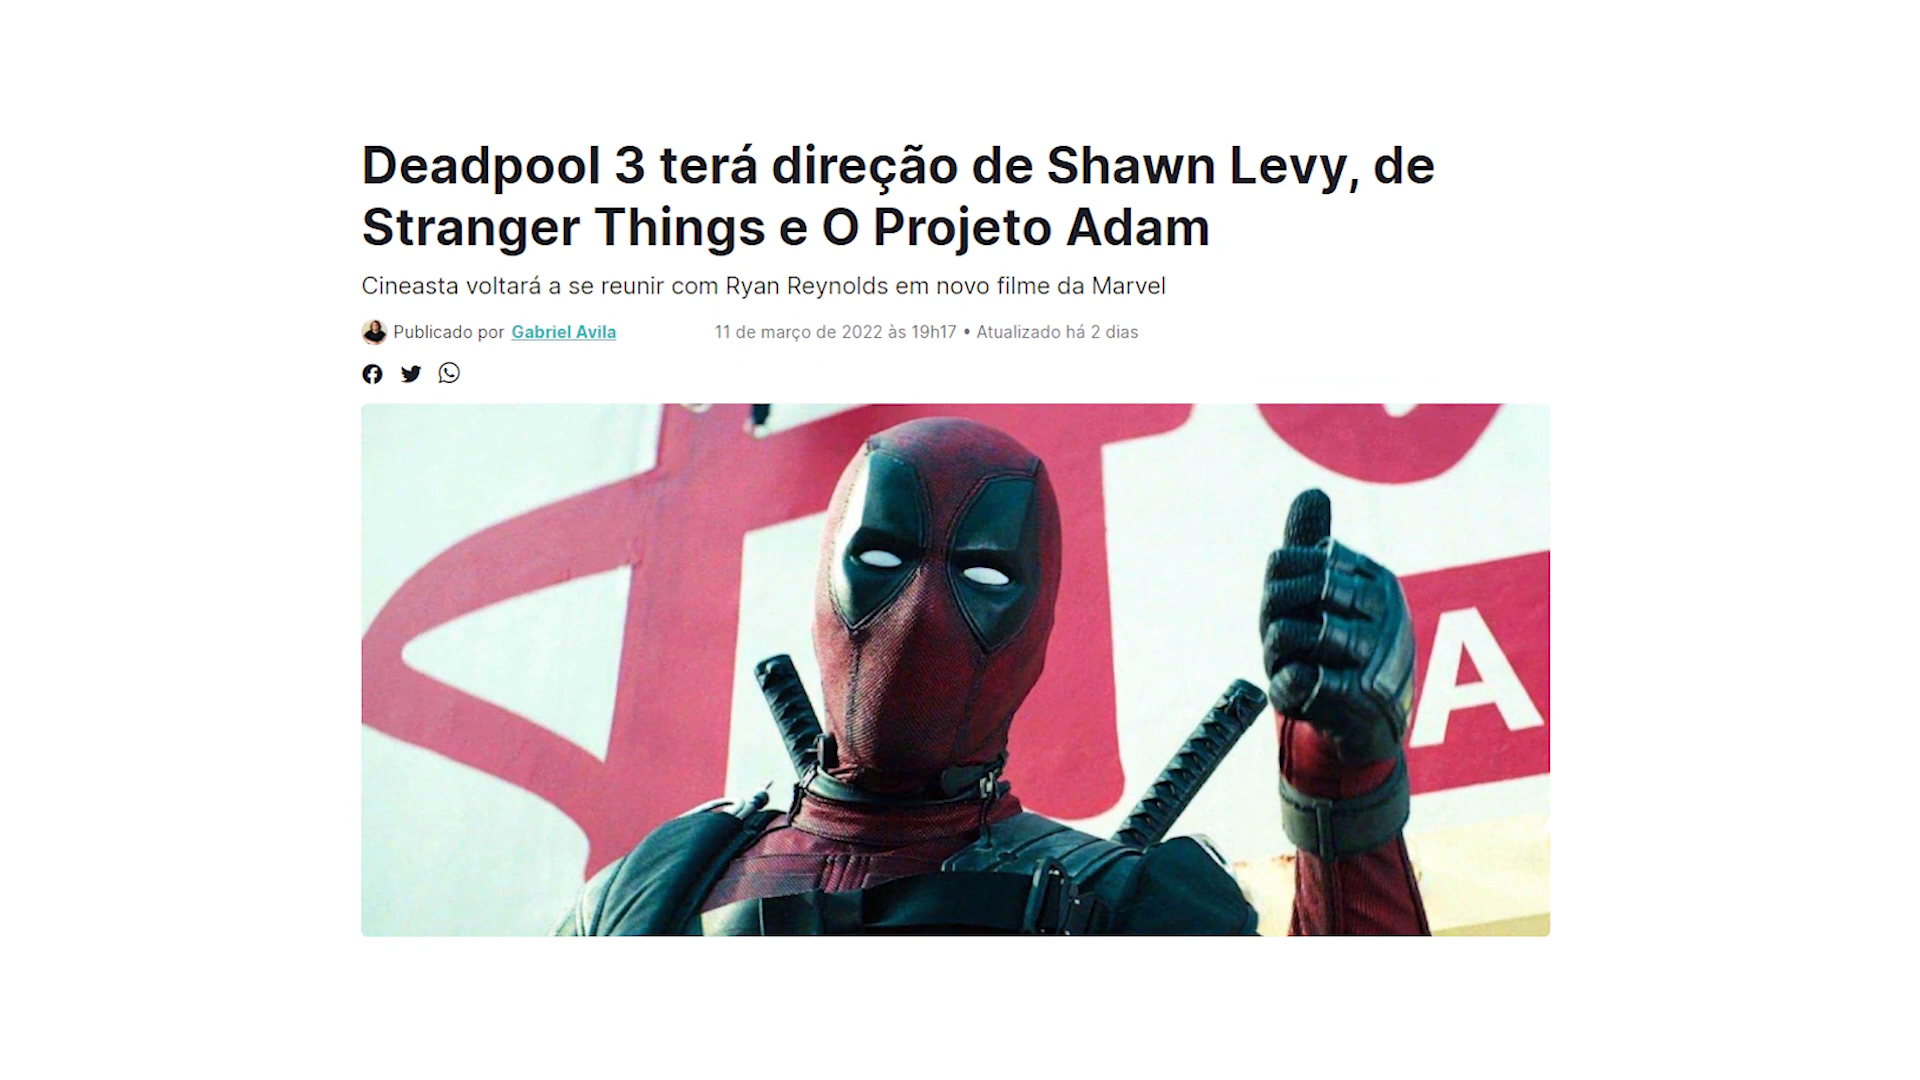 Deadpool 3 terá direção de Shawn Levy, de
Stranger Things e O Projeto Adam
Cineasta voltará a se reunir com Ryan Reynolds em novo filme da Marvel
Publicado por Gabriel Avila 11 de março de 2022 às 19h17 • Atualizado há 2 dias
A